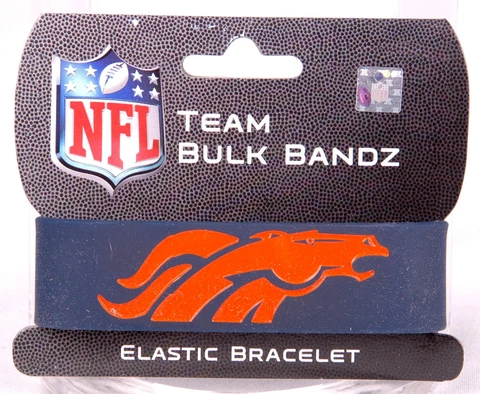 NFL
TEAM
BULK BANDZ
ELASTIC BRACELET